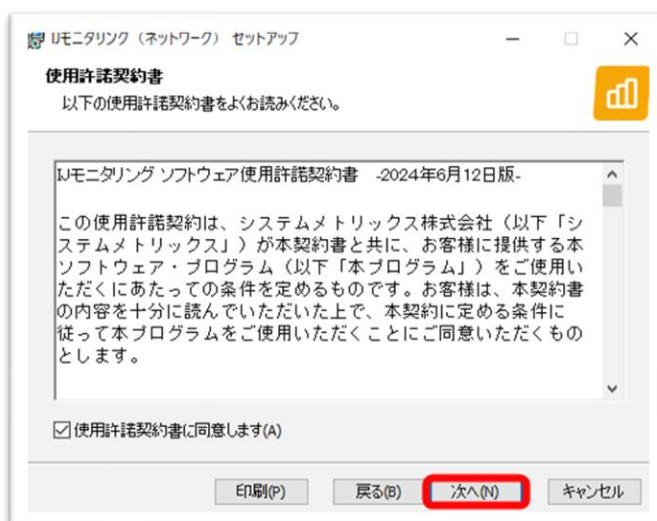 IJモニタリング（ネットワーク） セットアップ
使用許諾契約書
以下の使用許諾契約書をよくお読みください。
IJモニタリング ソフトウェア使用許諾契約書　-2024年6月12日版-
この使用許諾契約は、システムメトリックス株式会社（以下「シ
ステムメトリックス」）が本契約書と共に、お客様に提供する本
ソフトウェア・プログラム（以下「本プログラム」）をご使用い
ただくにあたっての条件を定めるものです。お客様は、本契約書
の内容を十分に読んでいただいた上で、本契約に定める条件に
従って本プログラムをご使用いただくことにご同意いただくもの
とします。
使用許諾契約書に同意します(A)
印刷(P) 戻る(B) 次へ(N) キャンセル